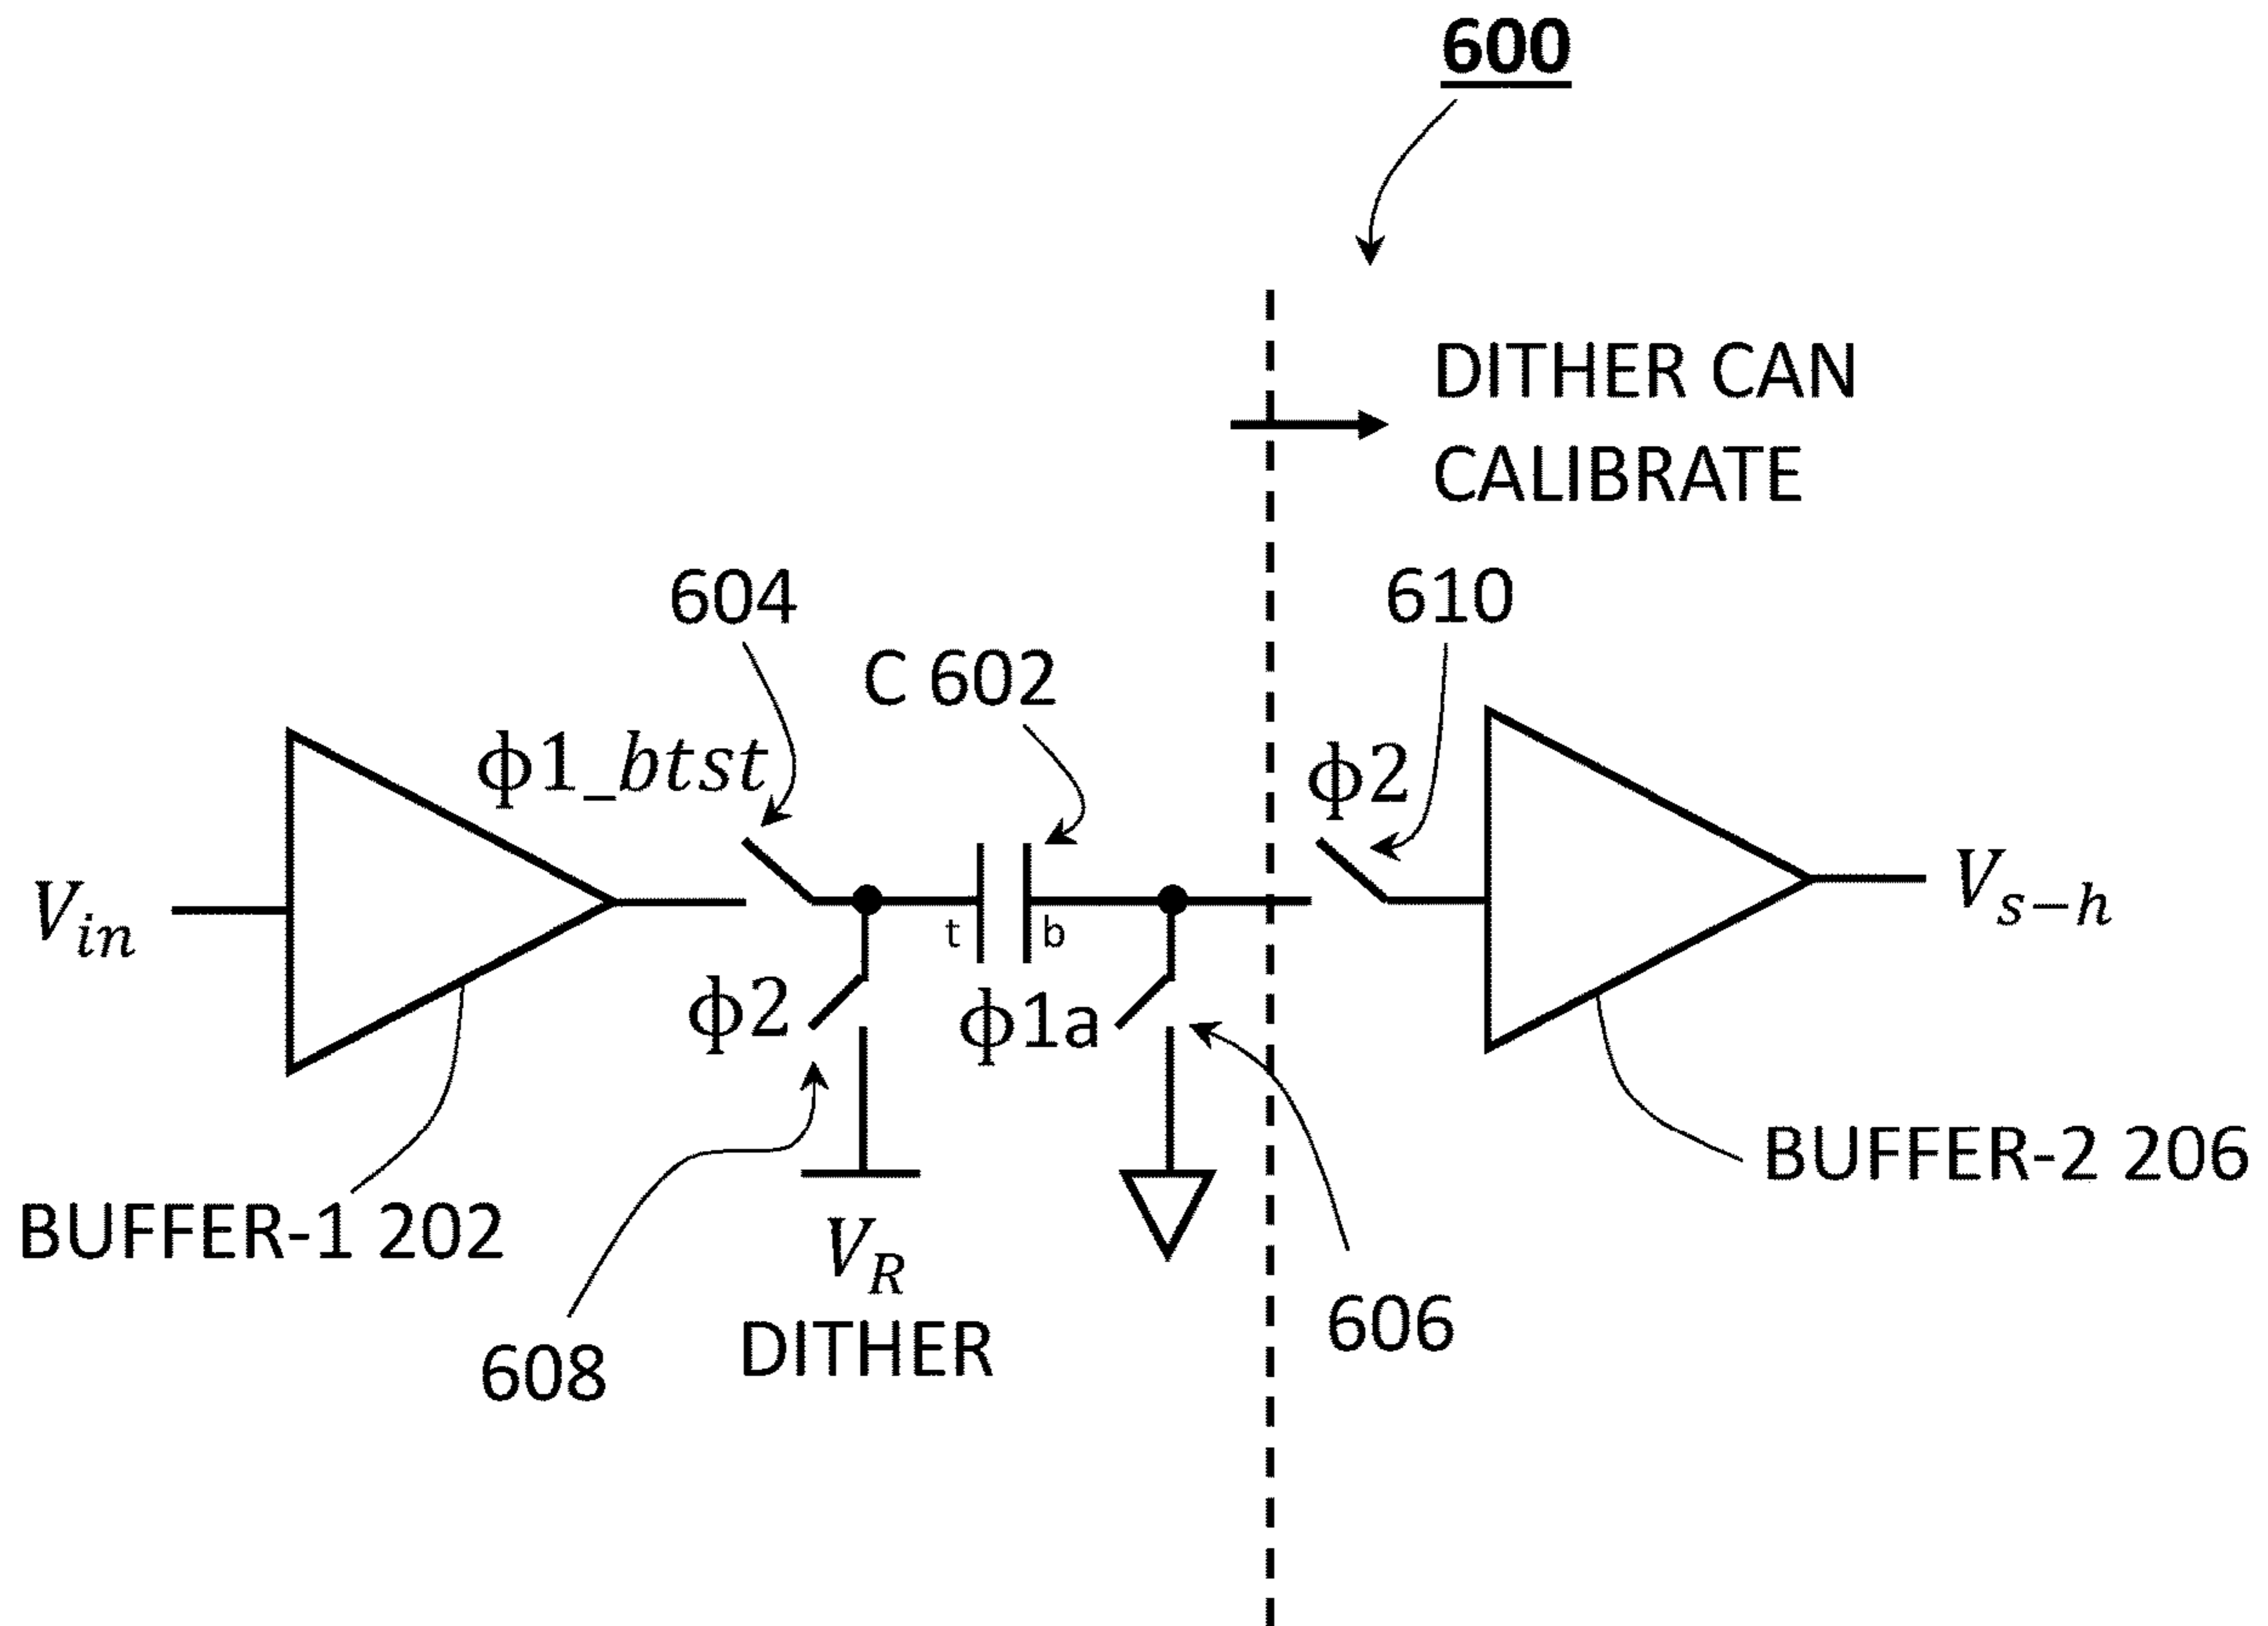 600
DITHER CAN
CALIBRATE
604
610
C 602
ϕ1_btst
ϕ2
V_in
V_{s-h}
t
b
ϕ2
ϕ1a
BUFFER-1 202
BUFFER-2 206
V_R
DITHER
608
606